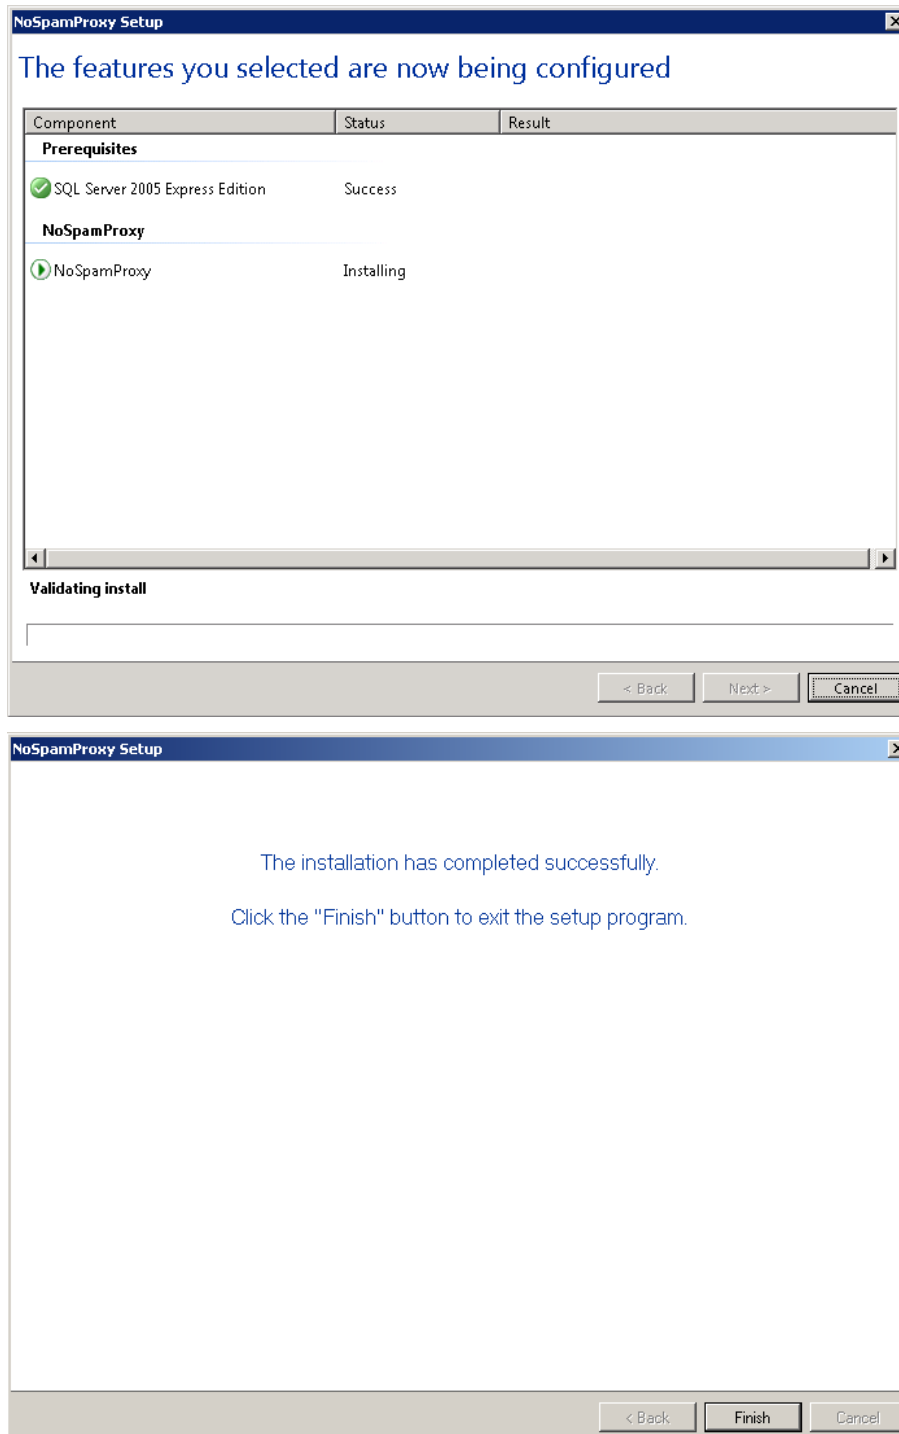 NoSpamProxy Setup
The features you selected are now being configured
Component Status Result
Prerequisites
SQL Server 2005 Express Edition Success
NoSpamProxy
NoSpamProxy Installing
Validating install
< Back Next > Cancel
NoSpamProxy Setup
The installation has completed successfully.
Click the "Finish" button to exit the setup program.
< Back Finish Cancel